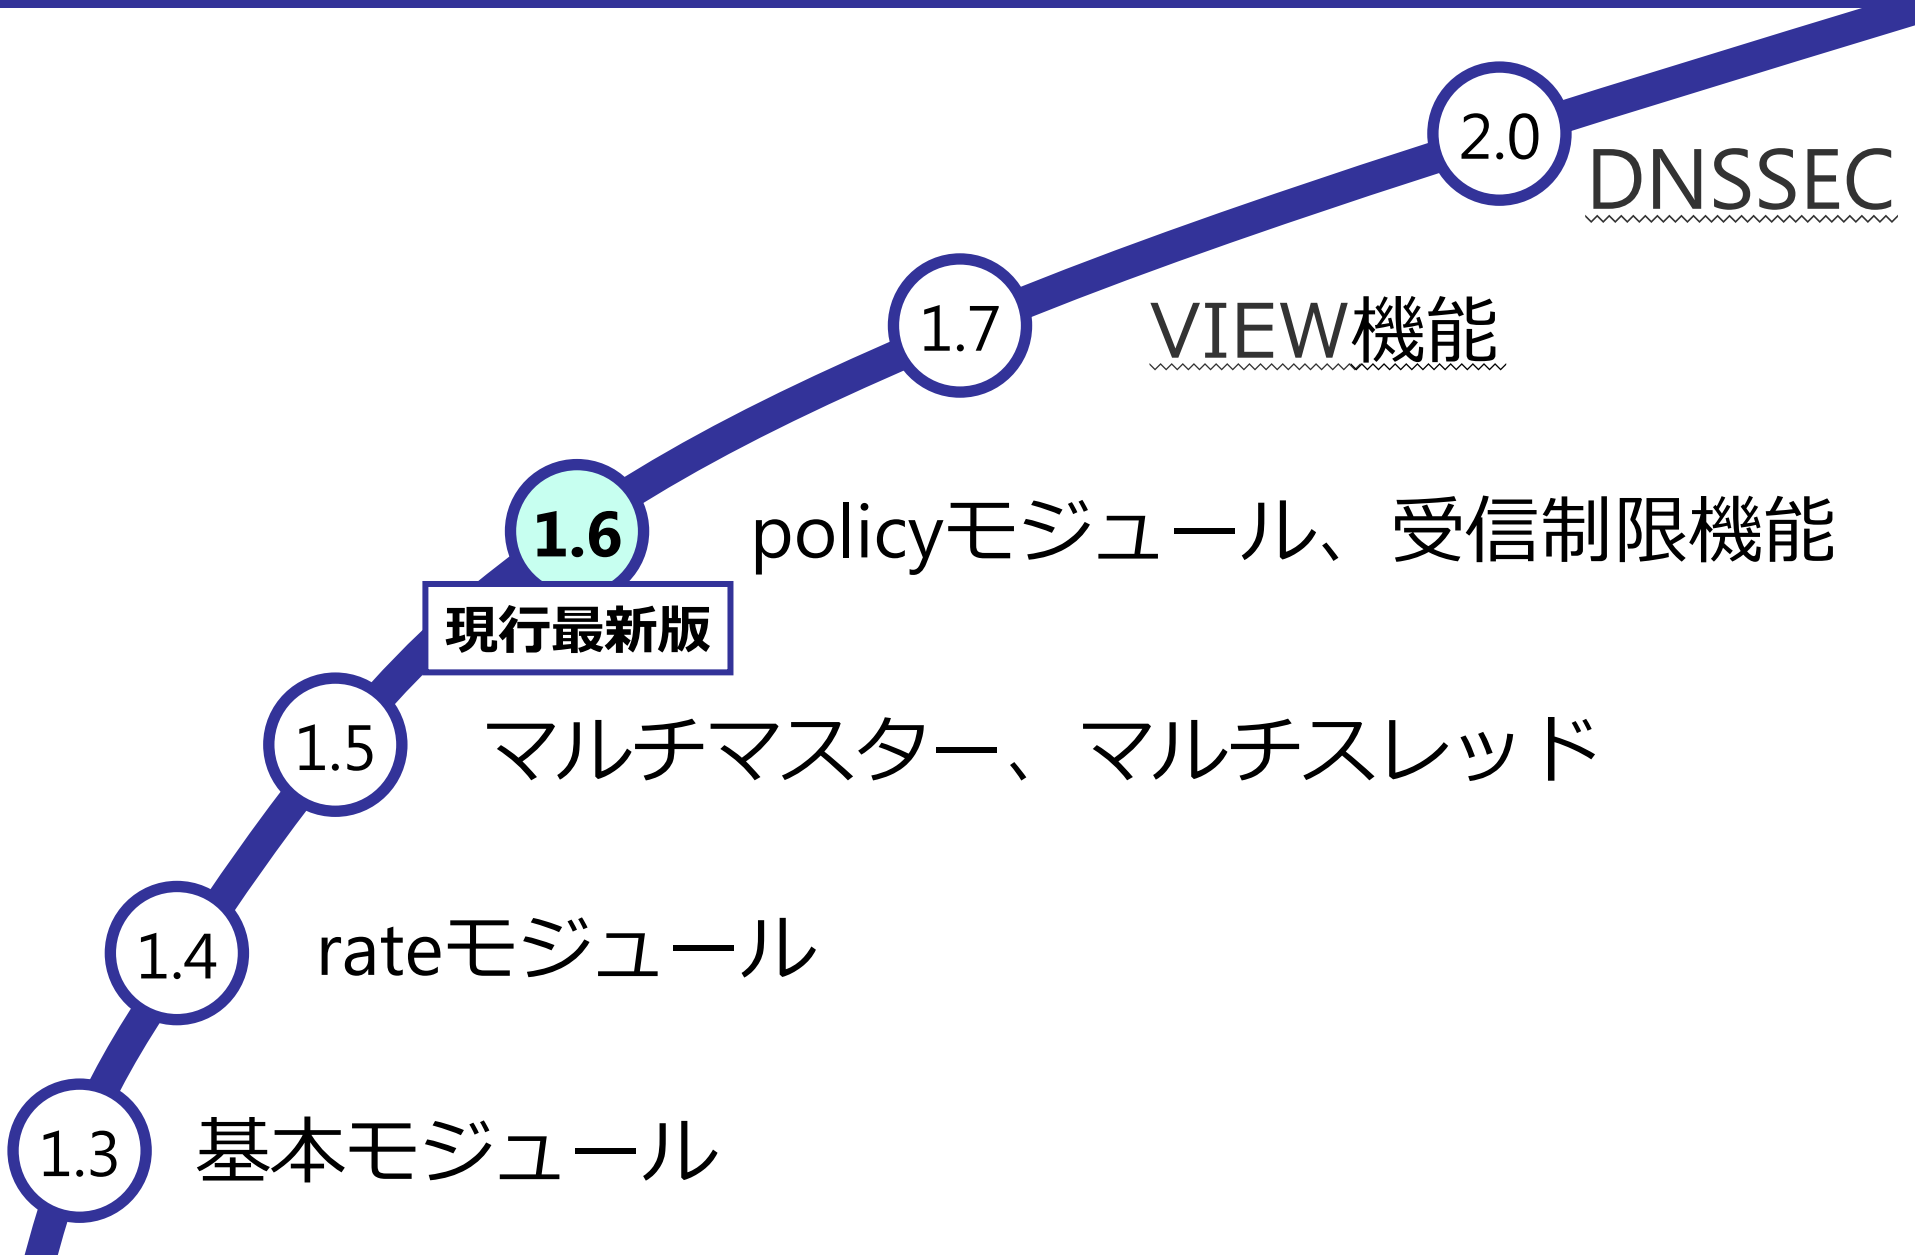 2.0
DNSSEC
1.7
VIEW機能
1.6
policyモジュール、受信制限機能
現行最新版
1.5
マルチマスター、マルチスレッド
1.4
rateモジュール
1.3
基本モジュール